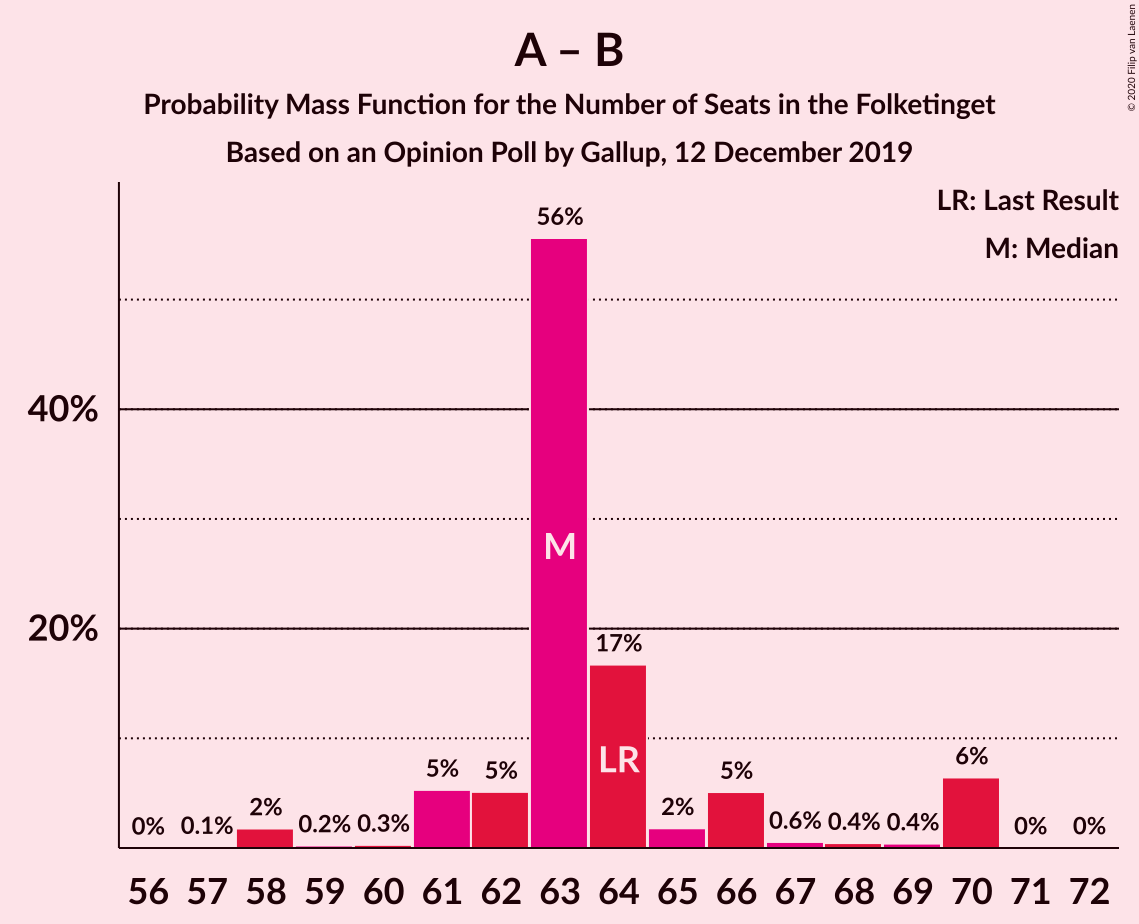 A – B
Probability Mass Function for the Number of Seats in the Folketinget
Based on an Opinion Poll by Gallup, 12 December 2019
© 2020 Filip van Laenen
LR: Last Result
M: Median
40%
20%
0% 0.1% 2% 0.2% 0.3% 5% 5% 56% 17% 2% 5% 0.6% 0.4% 0.4% 6% 0% 0%
M
LR
56 57 58 59 60 61 62 63 64 65 66 67 68 69 70 71 72